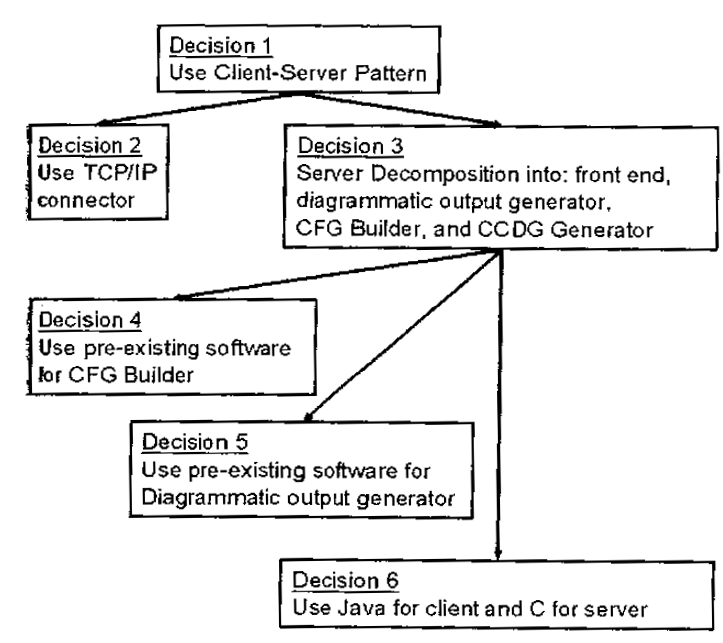 Decision 1
Use Client-Server Pattern
Decision 2
Use TCP/IP
connector
Decision 3
Server Decomposition into: front end,
diagrammatic output generator,
CFG Builder, and CCDG Generator
Decision 4
Use pre-existing software
for CFG Builder
Decision 5
Use pre-existing software for
Diagrammatic output generator
Decision 6
Use Java for client and C for server